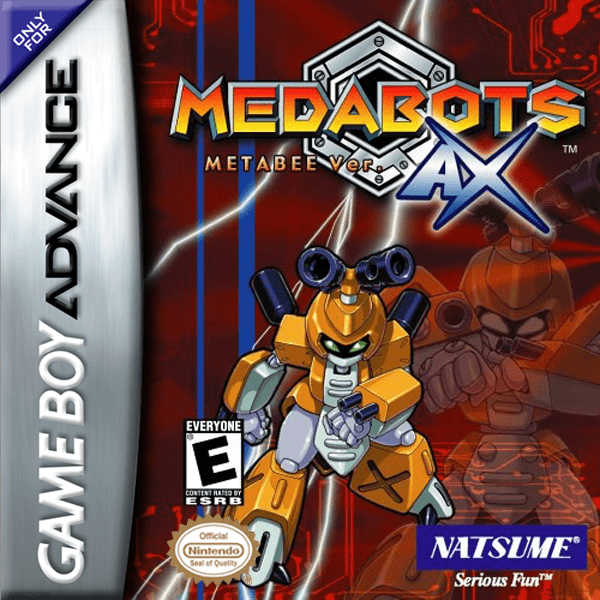 ONLY
FOR
GAME BOY ADVANCE
MEDABOTS
TM
METABEE Ver.
AX
EVERYONE
E
CONTENT RATED BY
ESRB
Official
Nintendo
Seal of Quality
NATSUME®
Serious Fun™